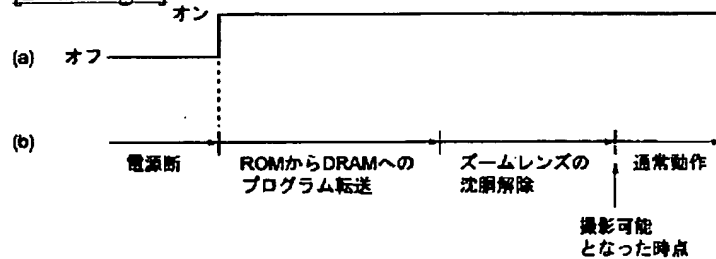 オン
(a) オフ
(b)
電源断 ROMからDRAMへの ズームレンズの 通常動作
プログラム転送 沈胴解除
撮影可能
となった時点